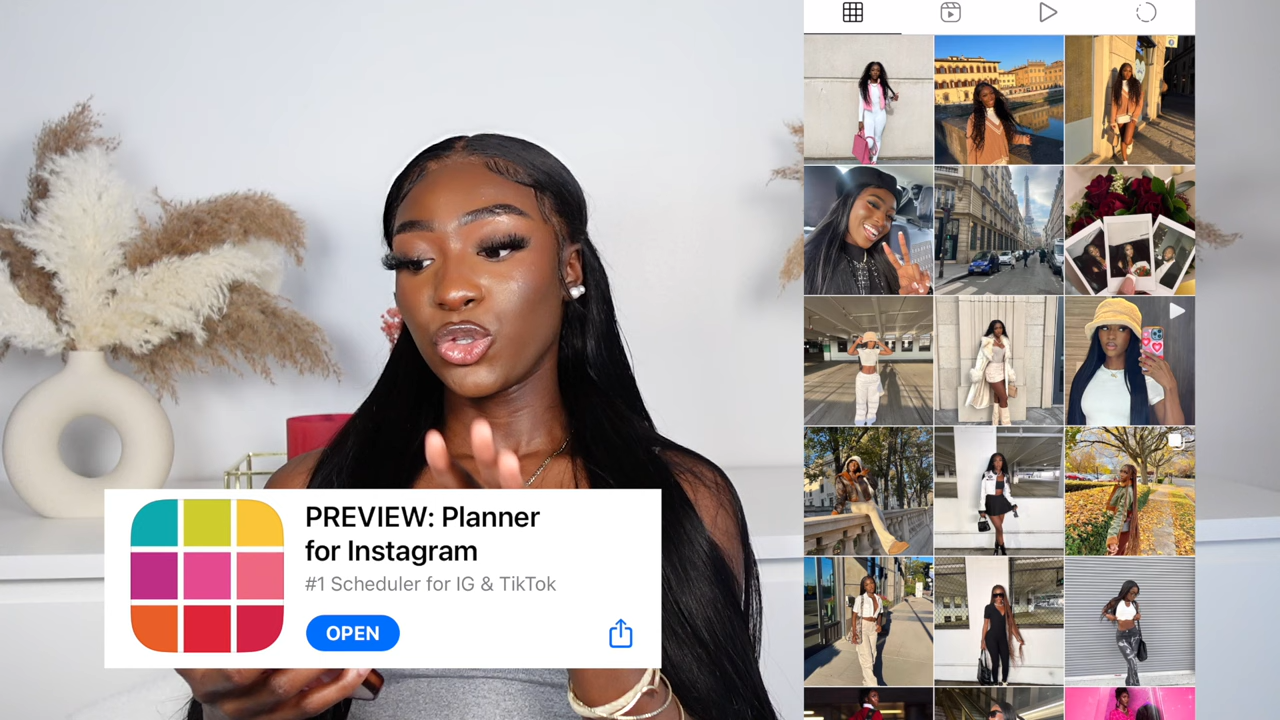 PREVIEW: Planner
for Instagram
#1 Scheduler for IG & TikTok
OPEN